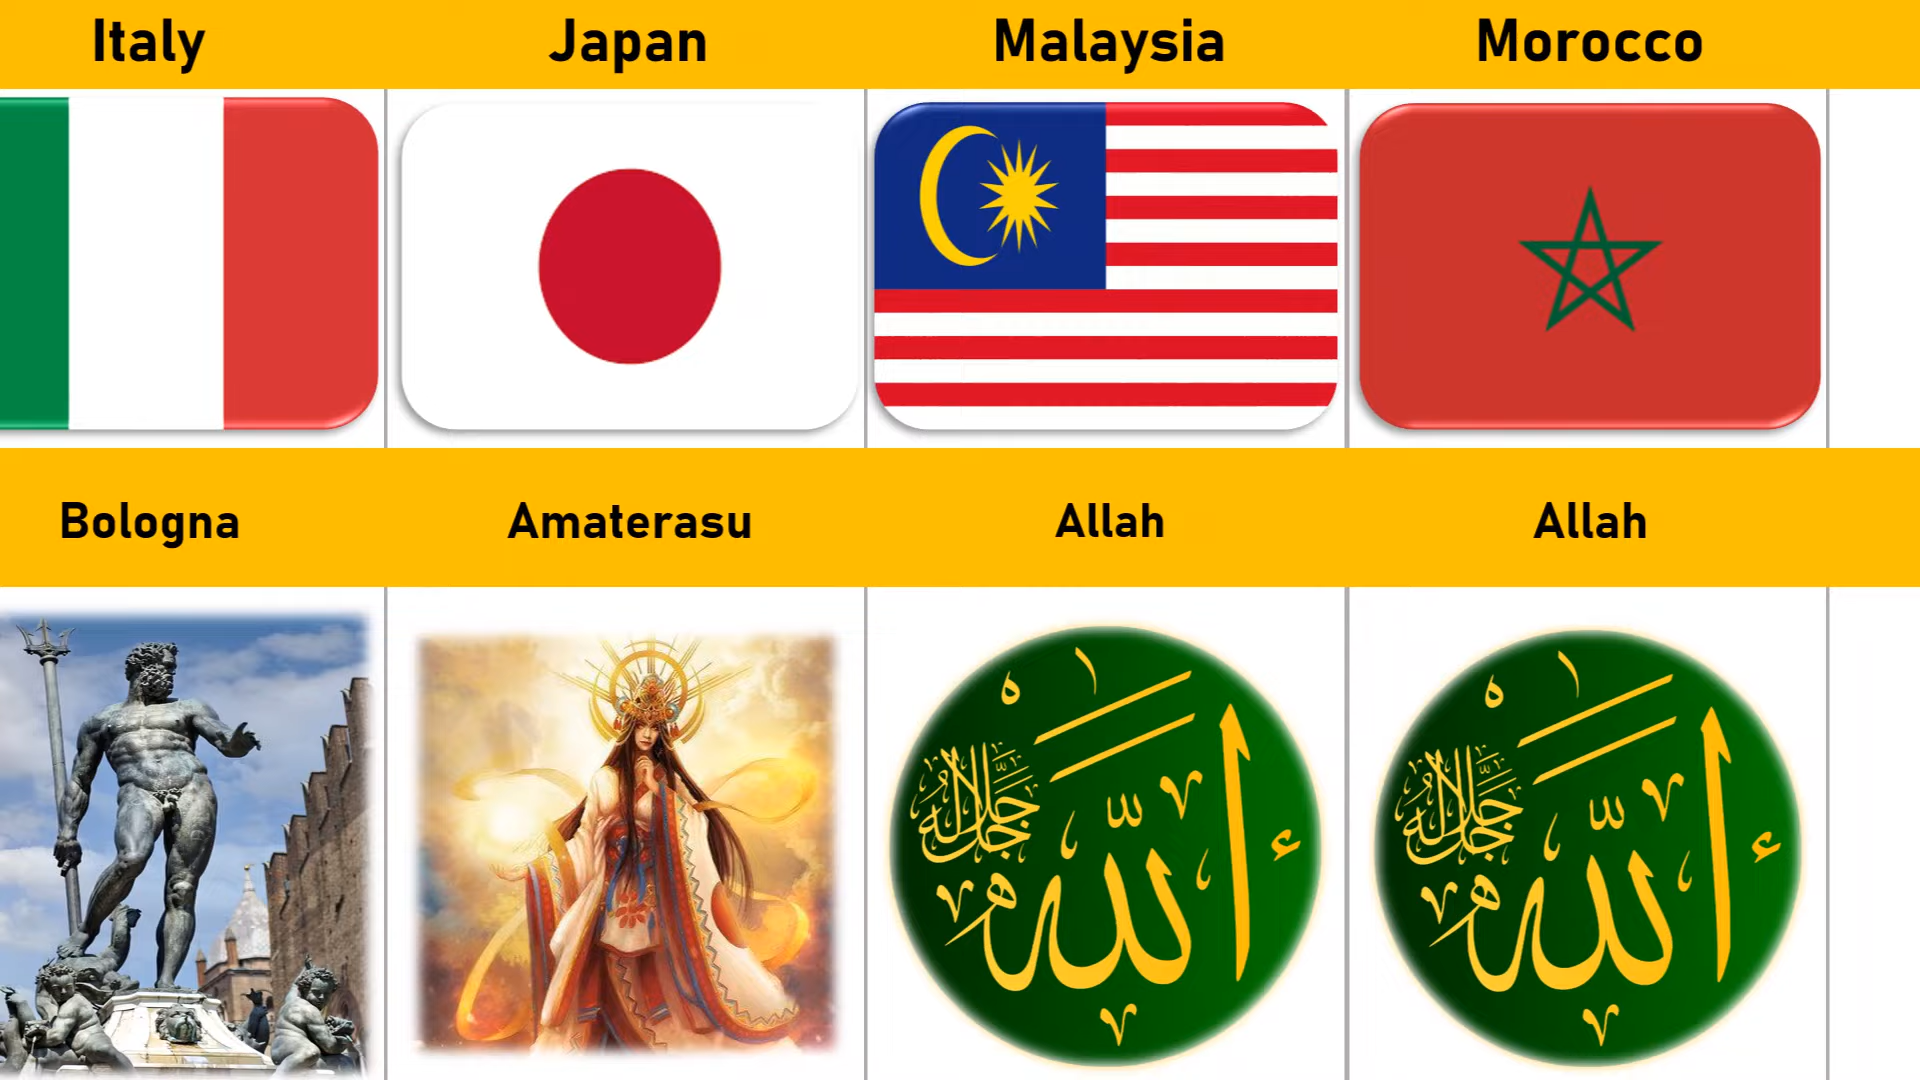 Italy
Japan
Malaysia
Morocco
Bologna
Amaterasu
Allah
Allah
الله
جل جلاله
الله
جل جلاله